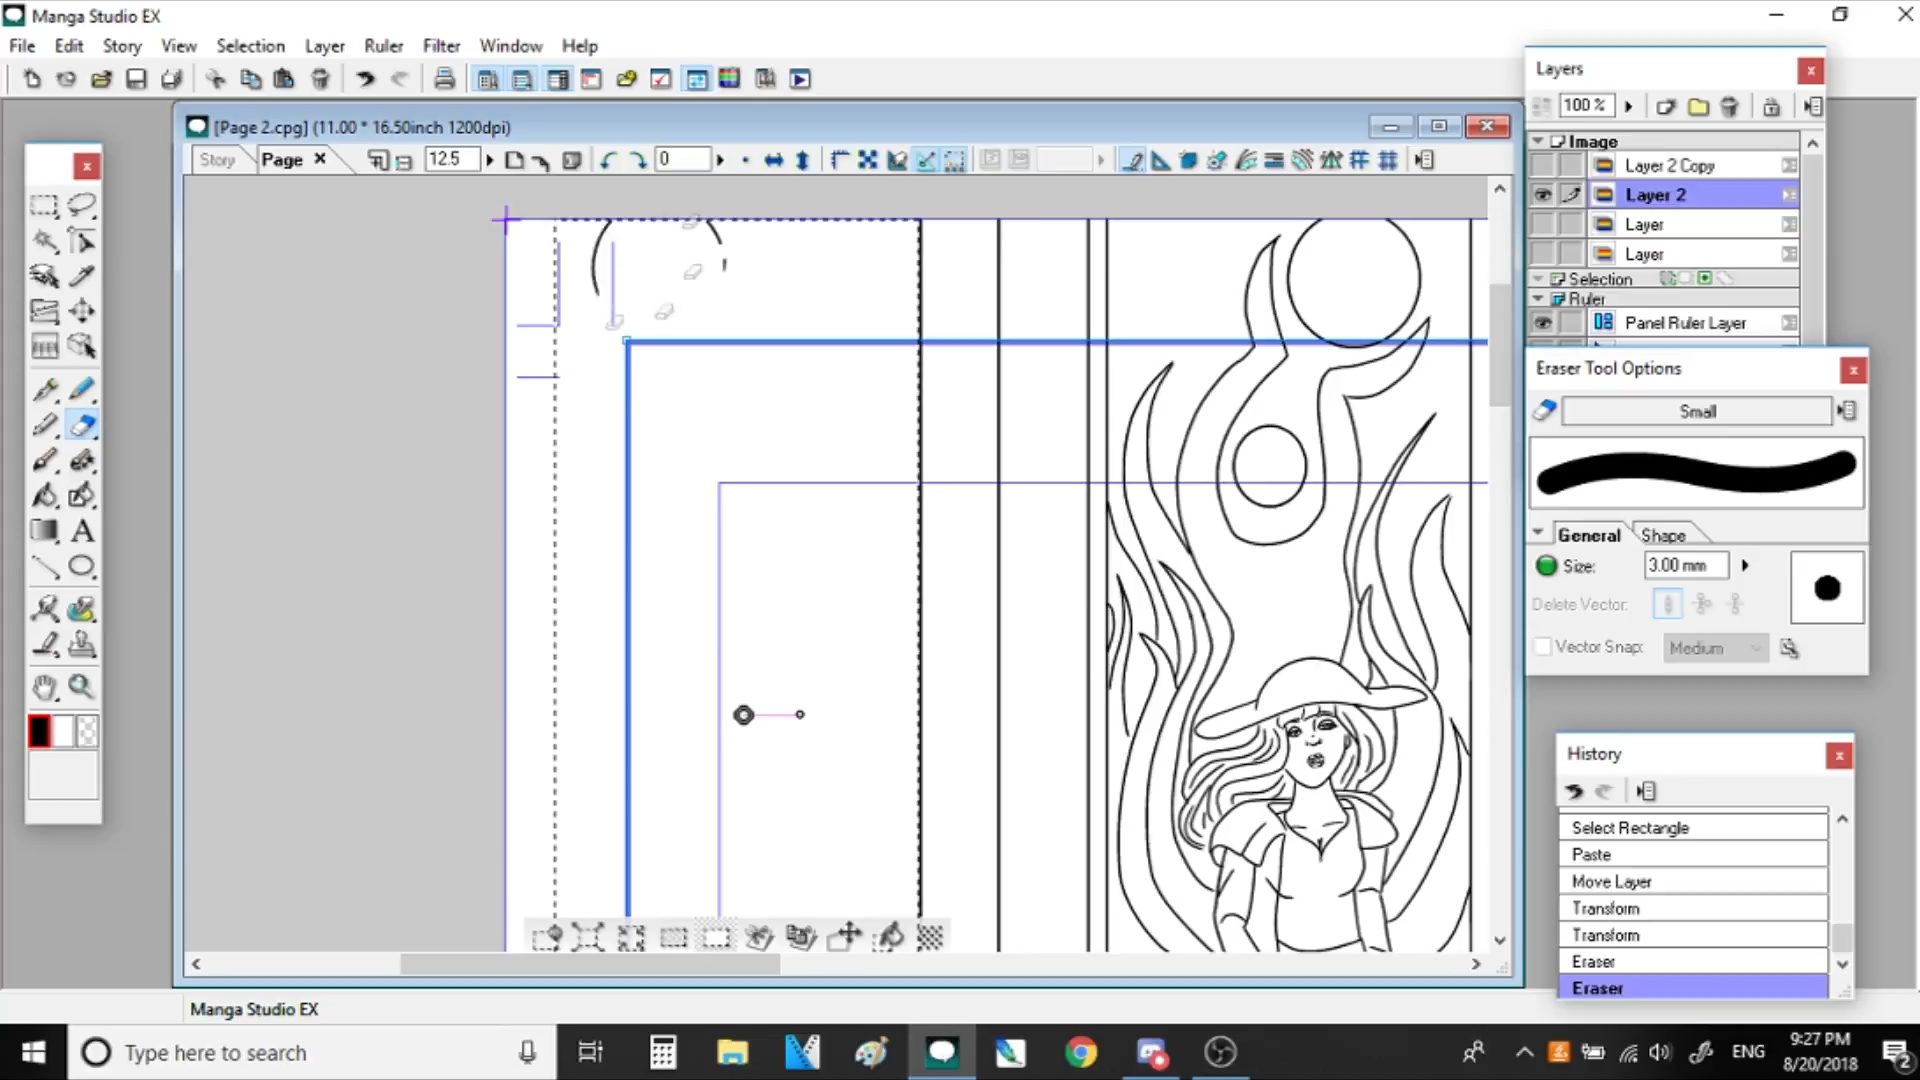 Manga Studio EX
File Edit Story View Selection Layer Ruler Filter Window Help
[Page 2.cpg] (11.00 * 16.50inch 1200dpi)
Story Page 12.5 0
Layers
100 %
Image
Layer 2 Copy
Layer 2
Layer
Layer
Selection
Ruler
Panel Ruler Layer
Eraser Tool Options
Small
General Shape
Size: 3.00 mm
Delete Vector:
Vector Snap: Medium
History
Select Rectangle
Paste
Move Layer
Transform
Transform
Eraser
Eraser
A
Manga Studio EX
Type here to search
ENG
9:27 PM
8/20/2018
2